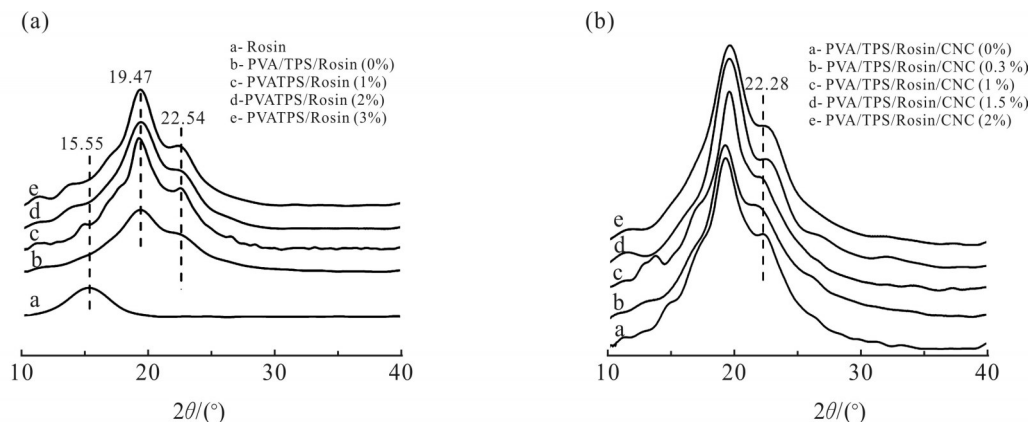 (a)
a- Rosin
b- PVA/TPS/Rosin (0%)
c- PVATPS/Rosin (1%)
d-PVATPS/Rosin (2%)
e-PVATPS/Rosin (3%)
19.47
22.54
15.55
e
d
c
b
a
10
20
30
40
2θ/(°)
(b)
a- PVA/TPS/Rosin/CNC (0%)
b- PVA/TPS/Rosin/CNC (0.3 %)
c- PVA/TPS/Rosin/CNC (1 %)
d- PVA/TPS/Rosin/CNC (1.5 %)
e- PVA/TPS/Rosin/CNC (2%)
22.28
e
d
c
b
a
10
20
30
40
2θ/(°)